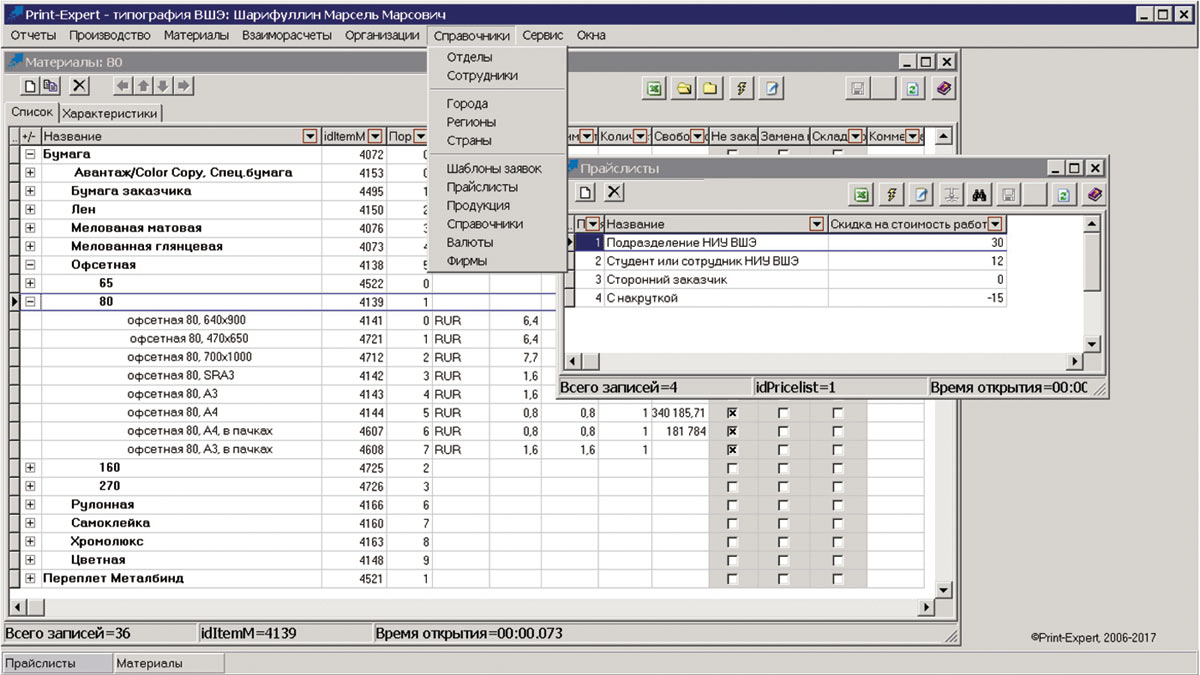 Print-Expert - типография ВШЭ: Шарифуллин Марсель Марсович
Отчеты Производство Материалы Взаиморасчеты Организации Справочники Сервис Окна
Материалы: 80
Список Характеристики
+/- Название idItemM Пор Колич Свобо Не зака Замена Склад Комме
Бумага 4072 0
Авантаж/Color Copy, Спец.бумага 4153 0
Бумага заказчика 4495 1
Лен 4150 2
Мелованая матовая 4076 3
Мелованная глянцевая 4073 4
Офсетная 4138 5
65 4522 0
80 4139 1
офсетная 80, 640x900 4141 0 RUR 6,4
офсетная 80, 470x650 4721 1 RUR 6,4
офсетная 80, 700x1000 4712 2 RUR 7,7
офсетная 80, SRA3 4142 3 RUR 1,6
офсетная 80, A3 4143 4 RUR 1,6
офсетная 80, A4 4144 5 RUR 0,8 0,8 1 340 185,71
офсетная 80, A4, в пачках 4607 6 RUR 0,8 0,8 1 181 784
офсетная 80, A3, в пачках 4608 7 RUR 1,6 1,6 1
160 4725 2
270 4726 3
Рулонная 4166 6
Самоклейка 4160 7
Хромолюкс 4163 8
Цветная 4148 9
Переплет Металбинд 4521 1
Всего записей=36 idItemM=4139 Время открытия=00:00.073
Отделы
Сотрудники
Города
Регионы
Страны
Шаблоны заявок
Прайслисты
Продукция
Справочники
Валюты
Фирмы
Прайслисты
Название Скидка на стоимость работ
1 Подразделение НИУ ВШЭ 30
2 Студент или сотрудник НИУ ВШЭ 12
3 Сторонний заказчик 0
4 С накруткой -15
Всего записей=4 idPricelist=1 Время открытия=00:00
©Print-Expert, 2006-2017
Прайслисты Материалы